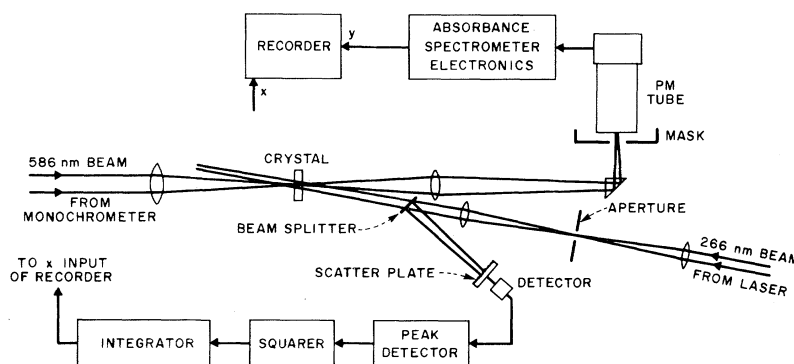 RECORDER
y
x
ABSORBANCE
SPECTROMETER
ELECTRONICS
PM
TUBE
MASK
586 nm BEAM
FROM
MONOCHROMETER
CRYSTAL
BEAM SPLITTER
APERTURE
266 nm BEAM
FROM LASER
SCATTER PLATE
DETECTOR
TO x INPUT
OF RECORDER
INTEGRATOR
SQUARER
PEAK
DETECTOR